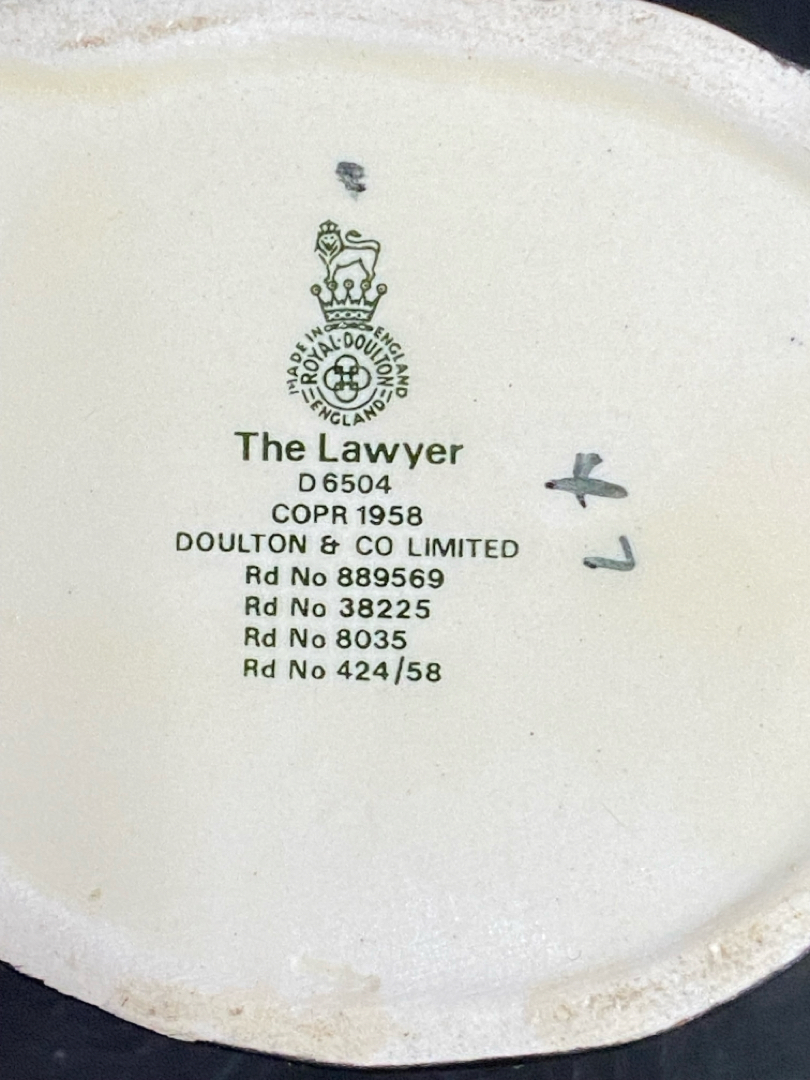 MADE IN ENGLAND
ROYAL·DOULTON
ENGLAND
The Lawyer
D 6504
COPR 1958
DOULTON & CO LIMITED
Rd No 889569
Rd No 38225
Rd No 8035
Rd No 424/58